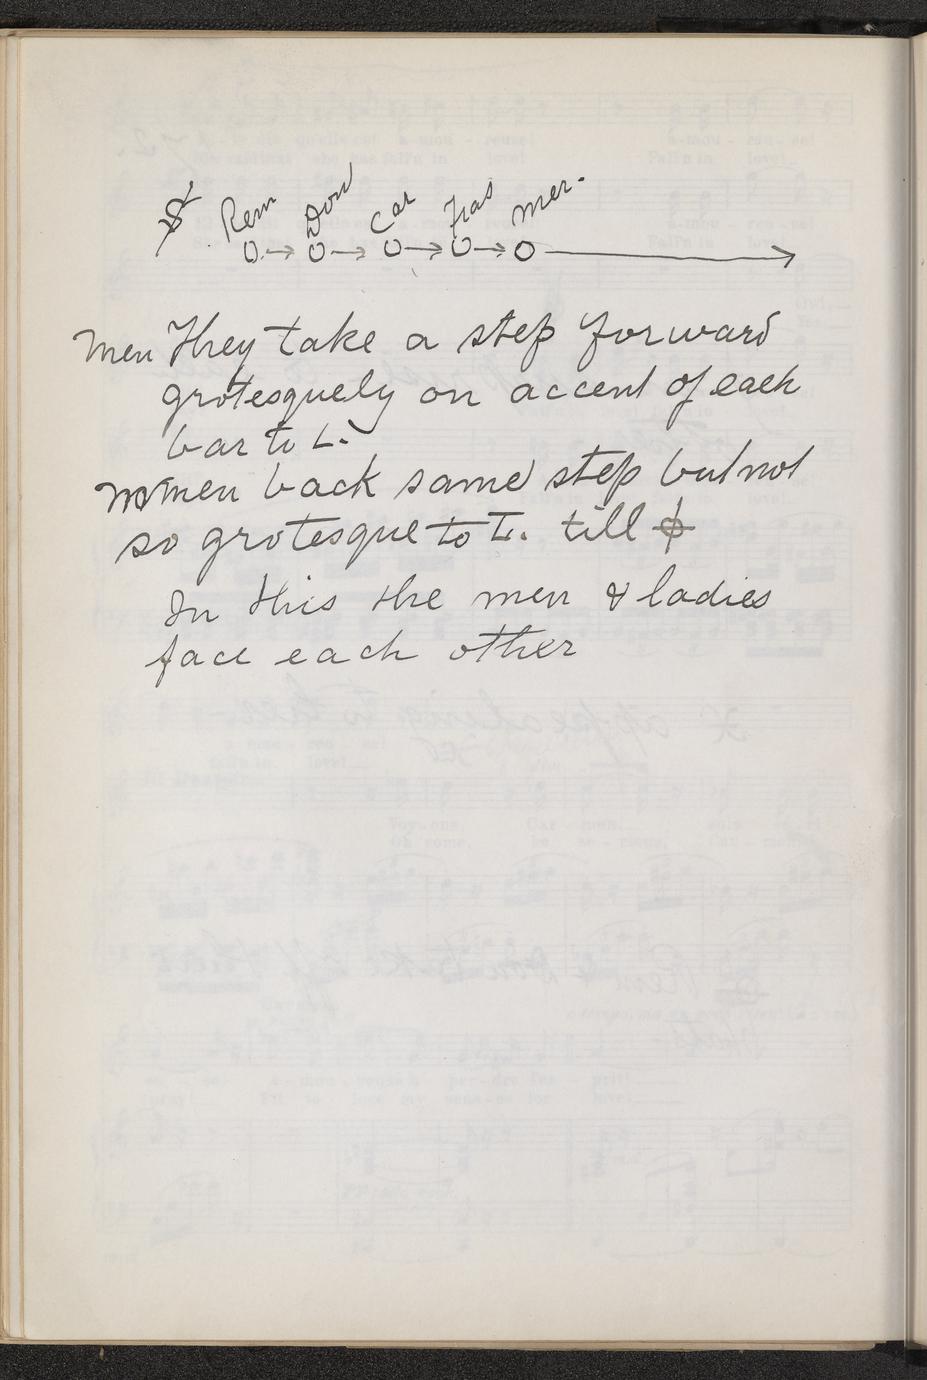 Rem Don Car Fras Mer.
Men They take a step forward
grotesquely on accent of each
bar to L.
Women back same step but not
so grotesque to L. till ϕ
In this the men & ladies
face each other